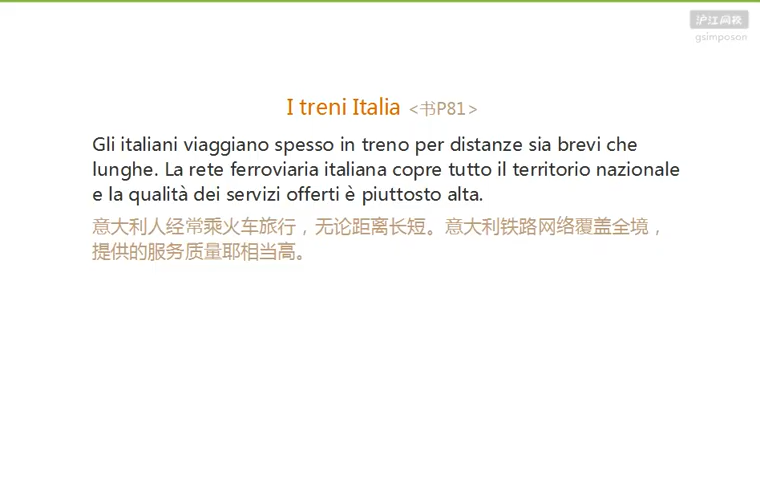 沪江网校
gsimposon
I treni Italia <书P81>
Gli italiani viaggiano spesso in treno per distanze sia brevi che
lunghe. La rete ferroviaria italiana copre tutto il territorio nazionale
e la qualità dei servizi offerti è piuttosto alta.
意大利人经常乘火车旅行，无论距离长短。意大利铁路网络覆盖全境，
提供的服务质量耶相当高。